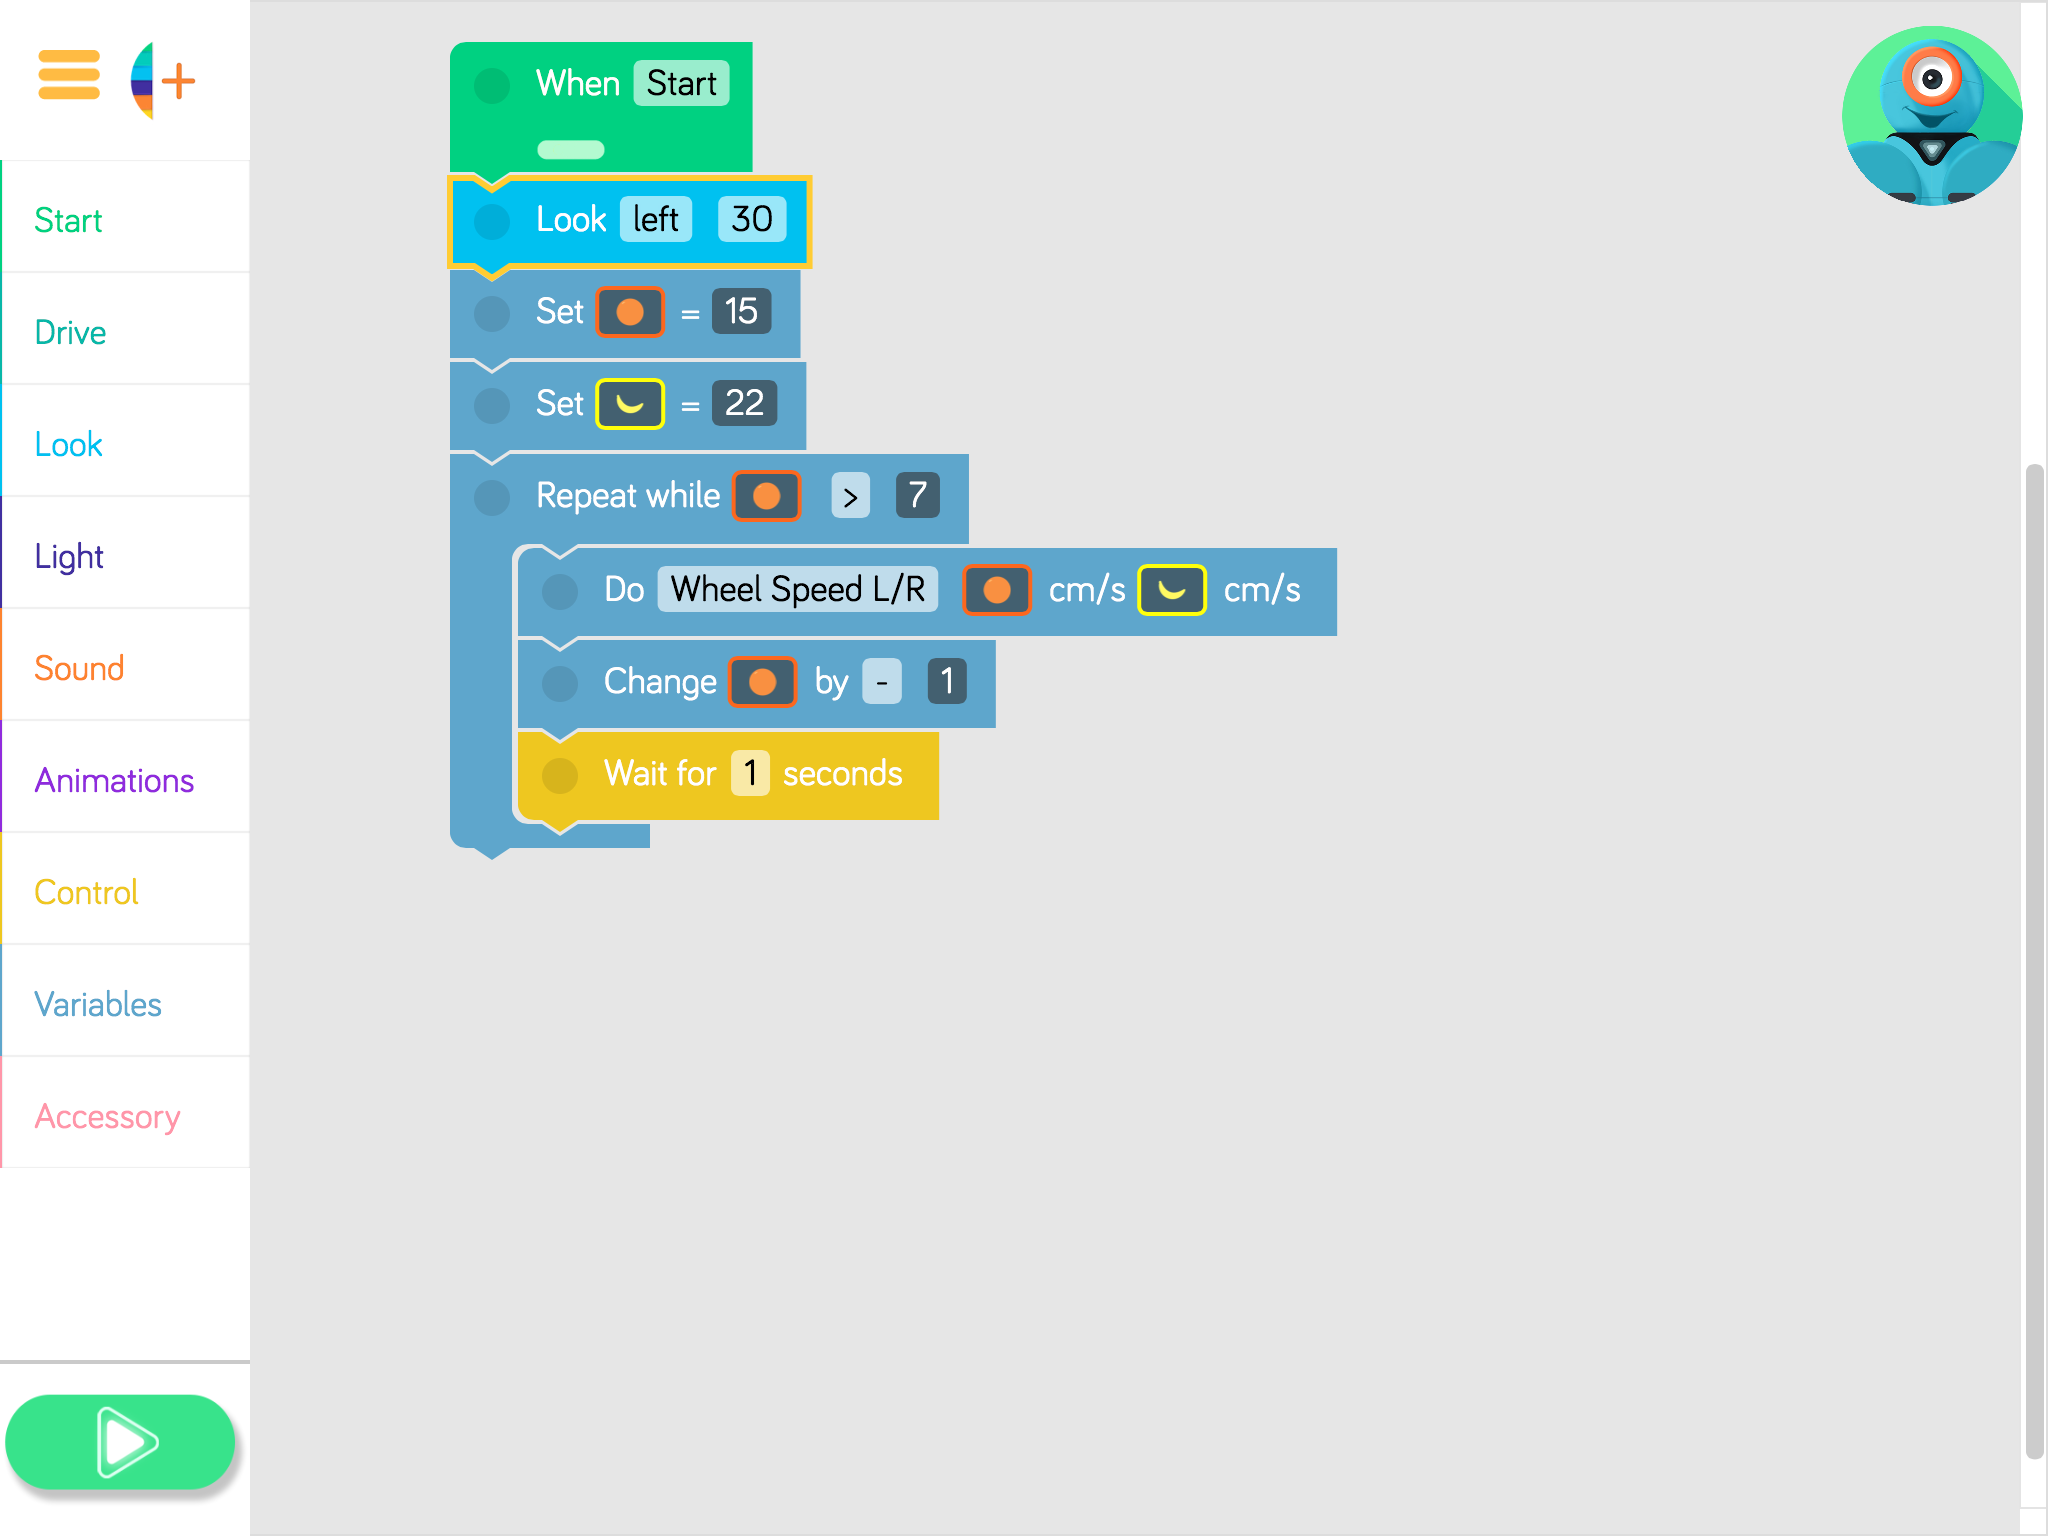 When Start
Look left 30
Set = 15
Set = 22
Repeat while > 7
Do Wheel Speed L/R cm/s cm/s
Change by - 1
Wait for 1 seconds
Start
Drive
Look
Light
Sound
Animations
Control
Variables
Accessory